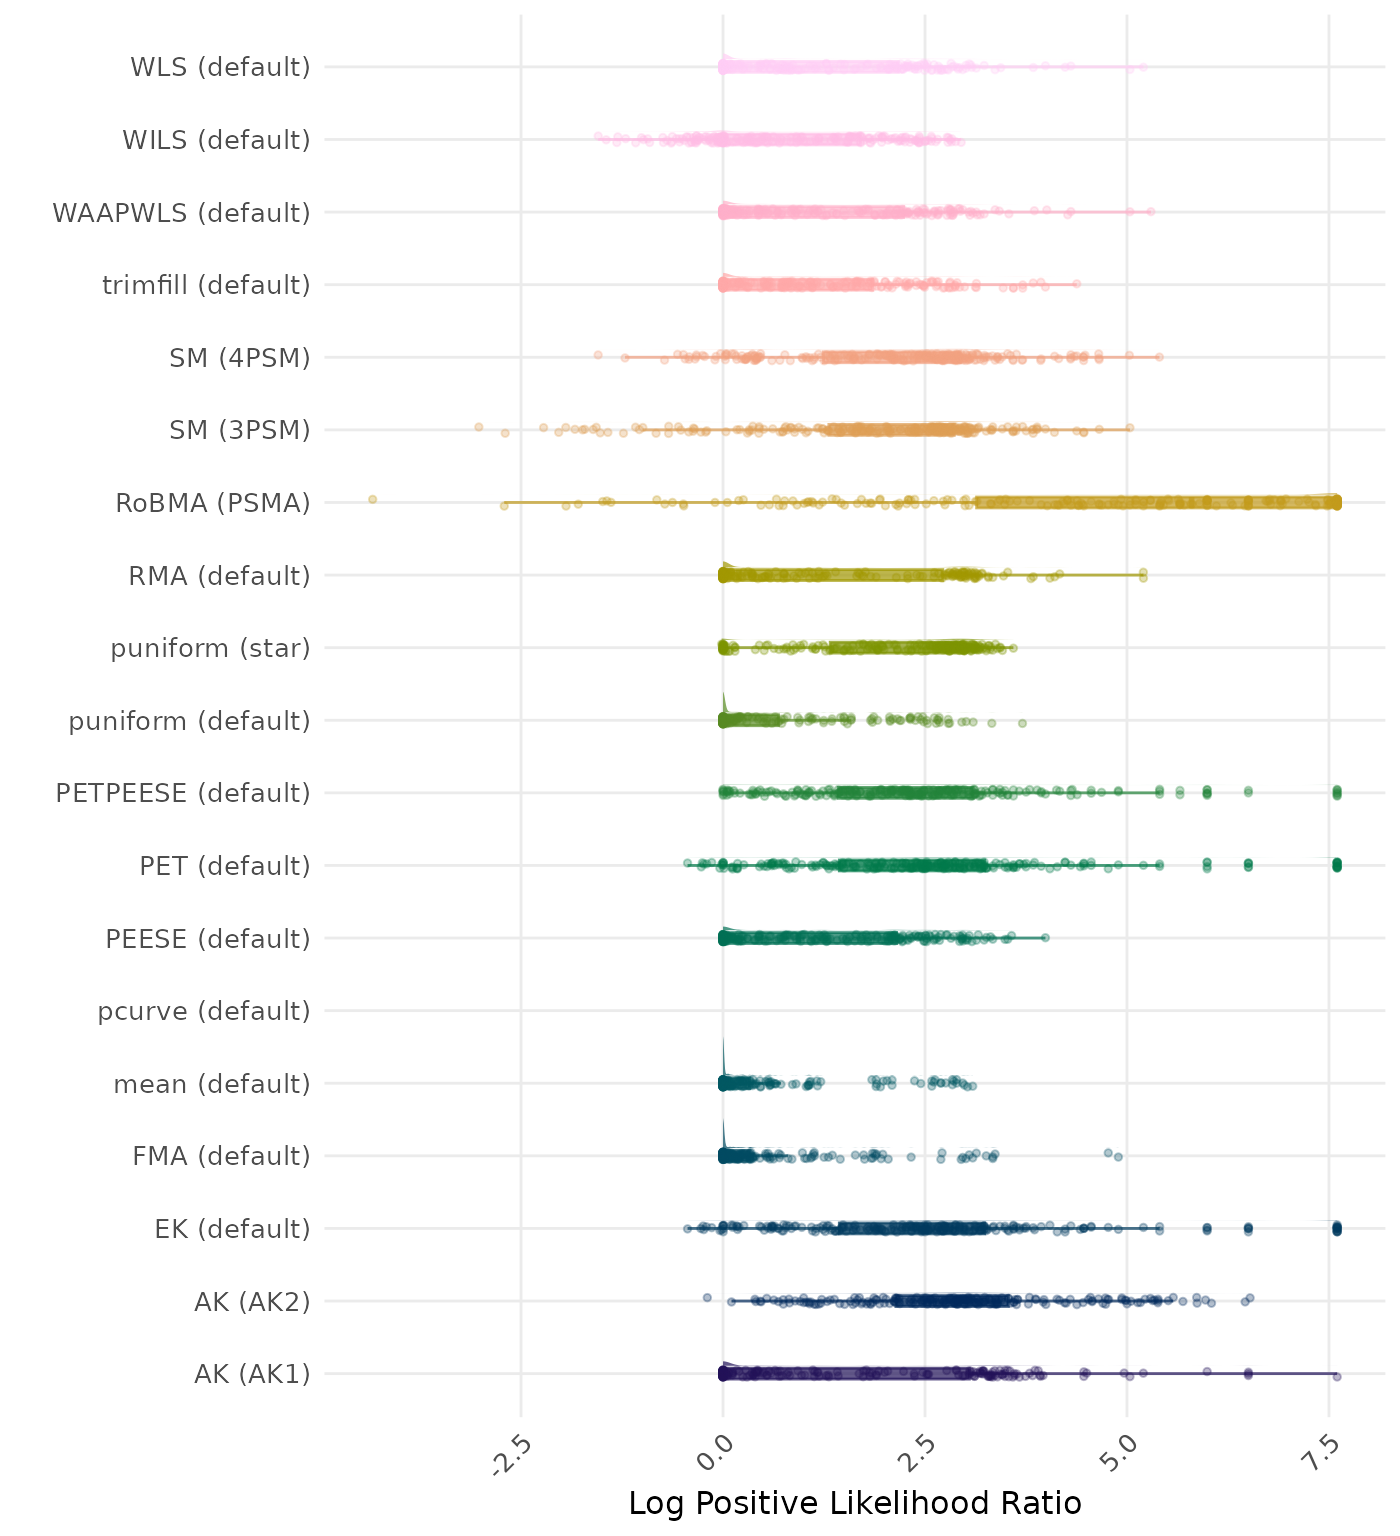 WLS (default)
WILS (default)
WAAPWLS (default)
trimfill (default)
SM (4PSM)
SM (3PSM)
RoBMA (PSMA)
RMA (default)
puniform (star)
puniform (default)
PETPEESE (default)
PET (default)
PEESE (default)
pcurve (default)
mean (default)
FMA (default)
EK (default)
AK (AK2)
AK (AK1)
-2.5
0.0
2.5
5.0
7.5
Log Positive Likelihood Ratio